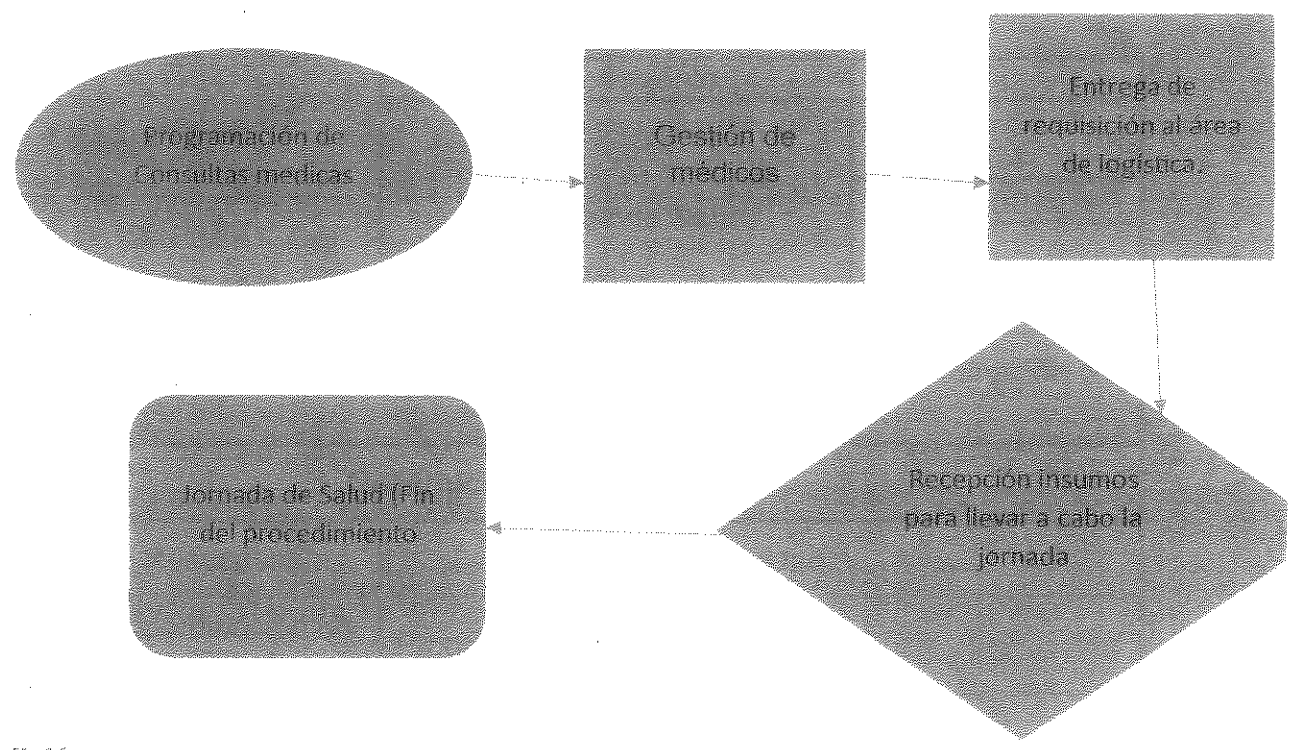 Programación de
Consultas medicas
Gestión de
médicos
Entrega de
requisición al área
de logística.
Recepción insumos
para llevar a cabo la
jornada
Jornada de Salud (Fin
del procedimiento